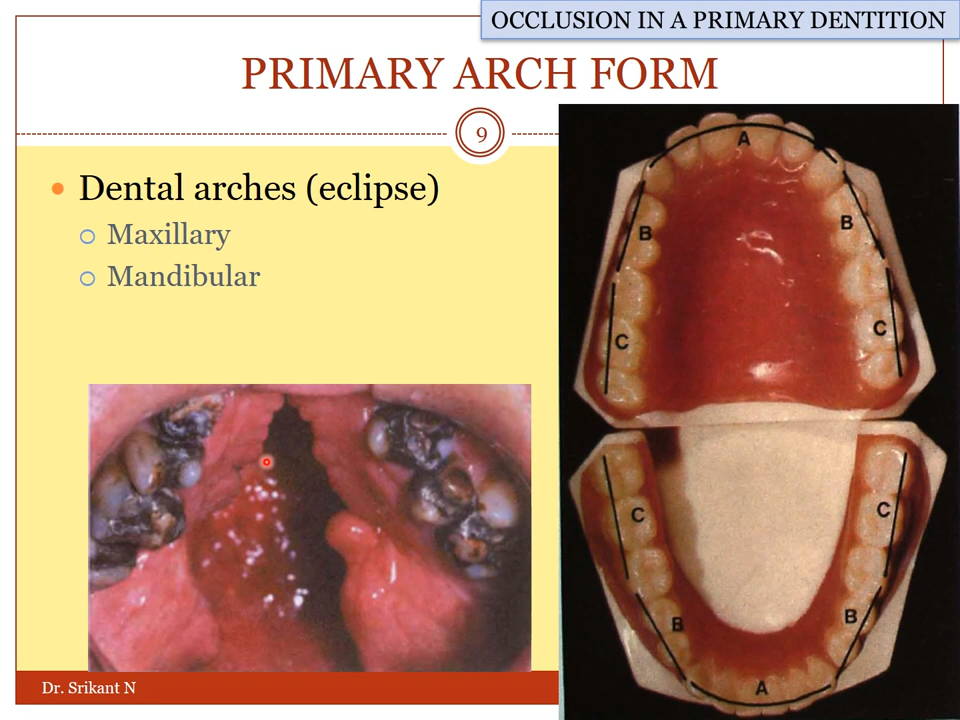 OCCLUSION IN A PRIMARY DENTITION
PRIMARY ARCH FORM
9
Dental arches (eclipse)
Maxillary
Mandibular
A
B
B
C
C
C
C
B
B
A
Dr. Srikant N